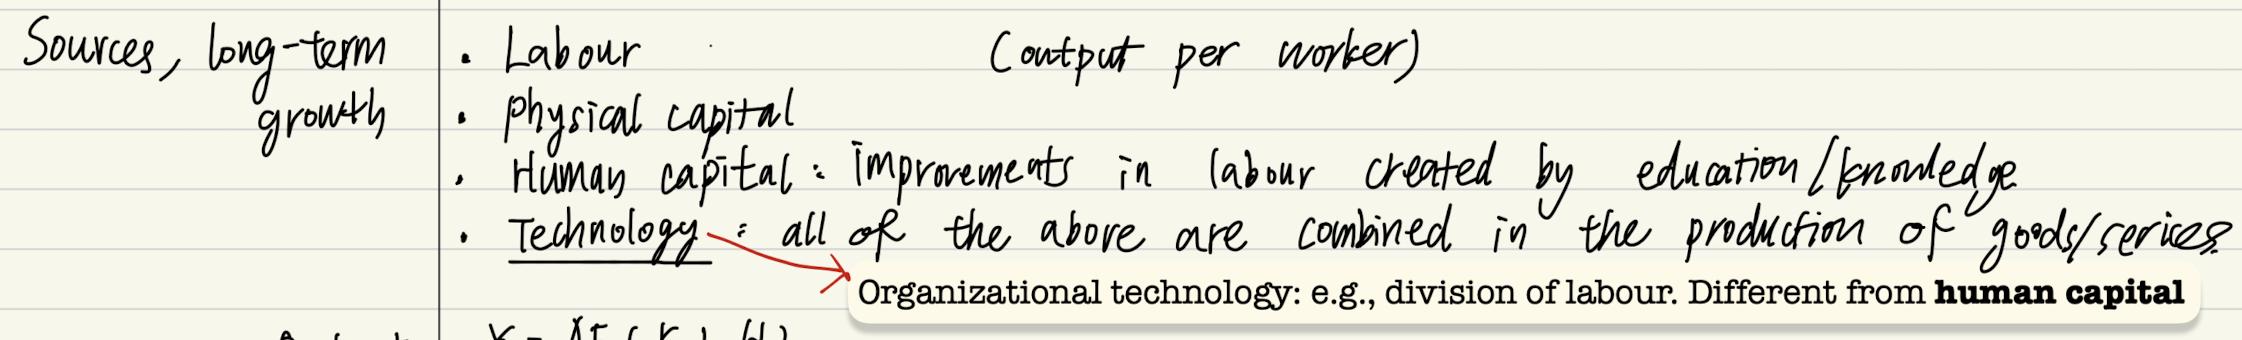 Sources, long-term • Labour (output per worker)
growth • physical capital
• Human capital : improvements in labour created by education/knowledge
• Technology : all of the above are combined in the production of goods/serices
Organizational technology: e.g., division of labour. Different from human capital